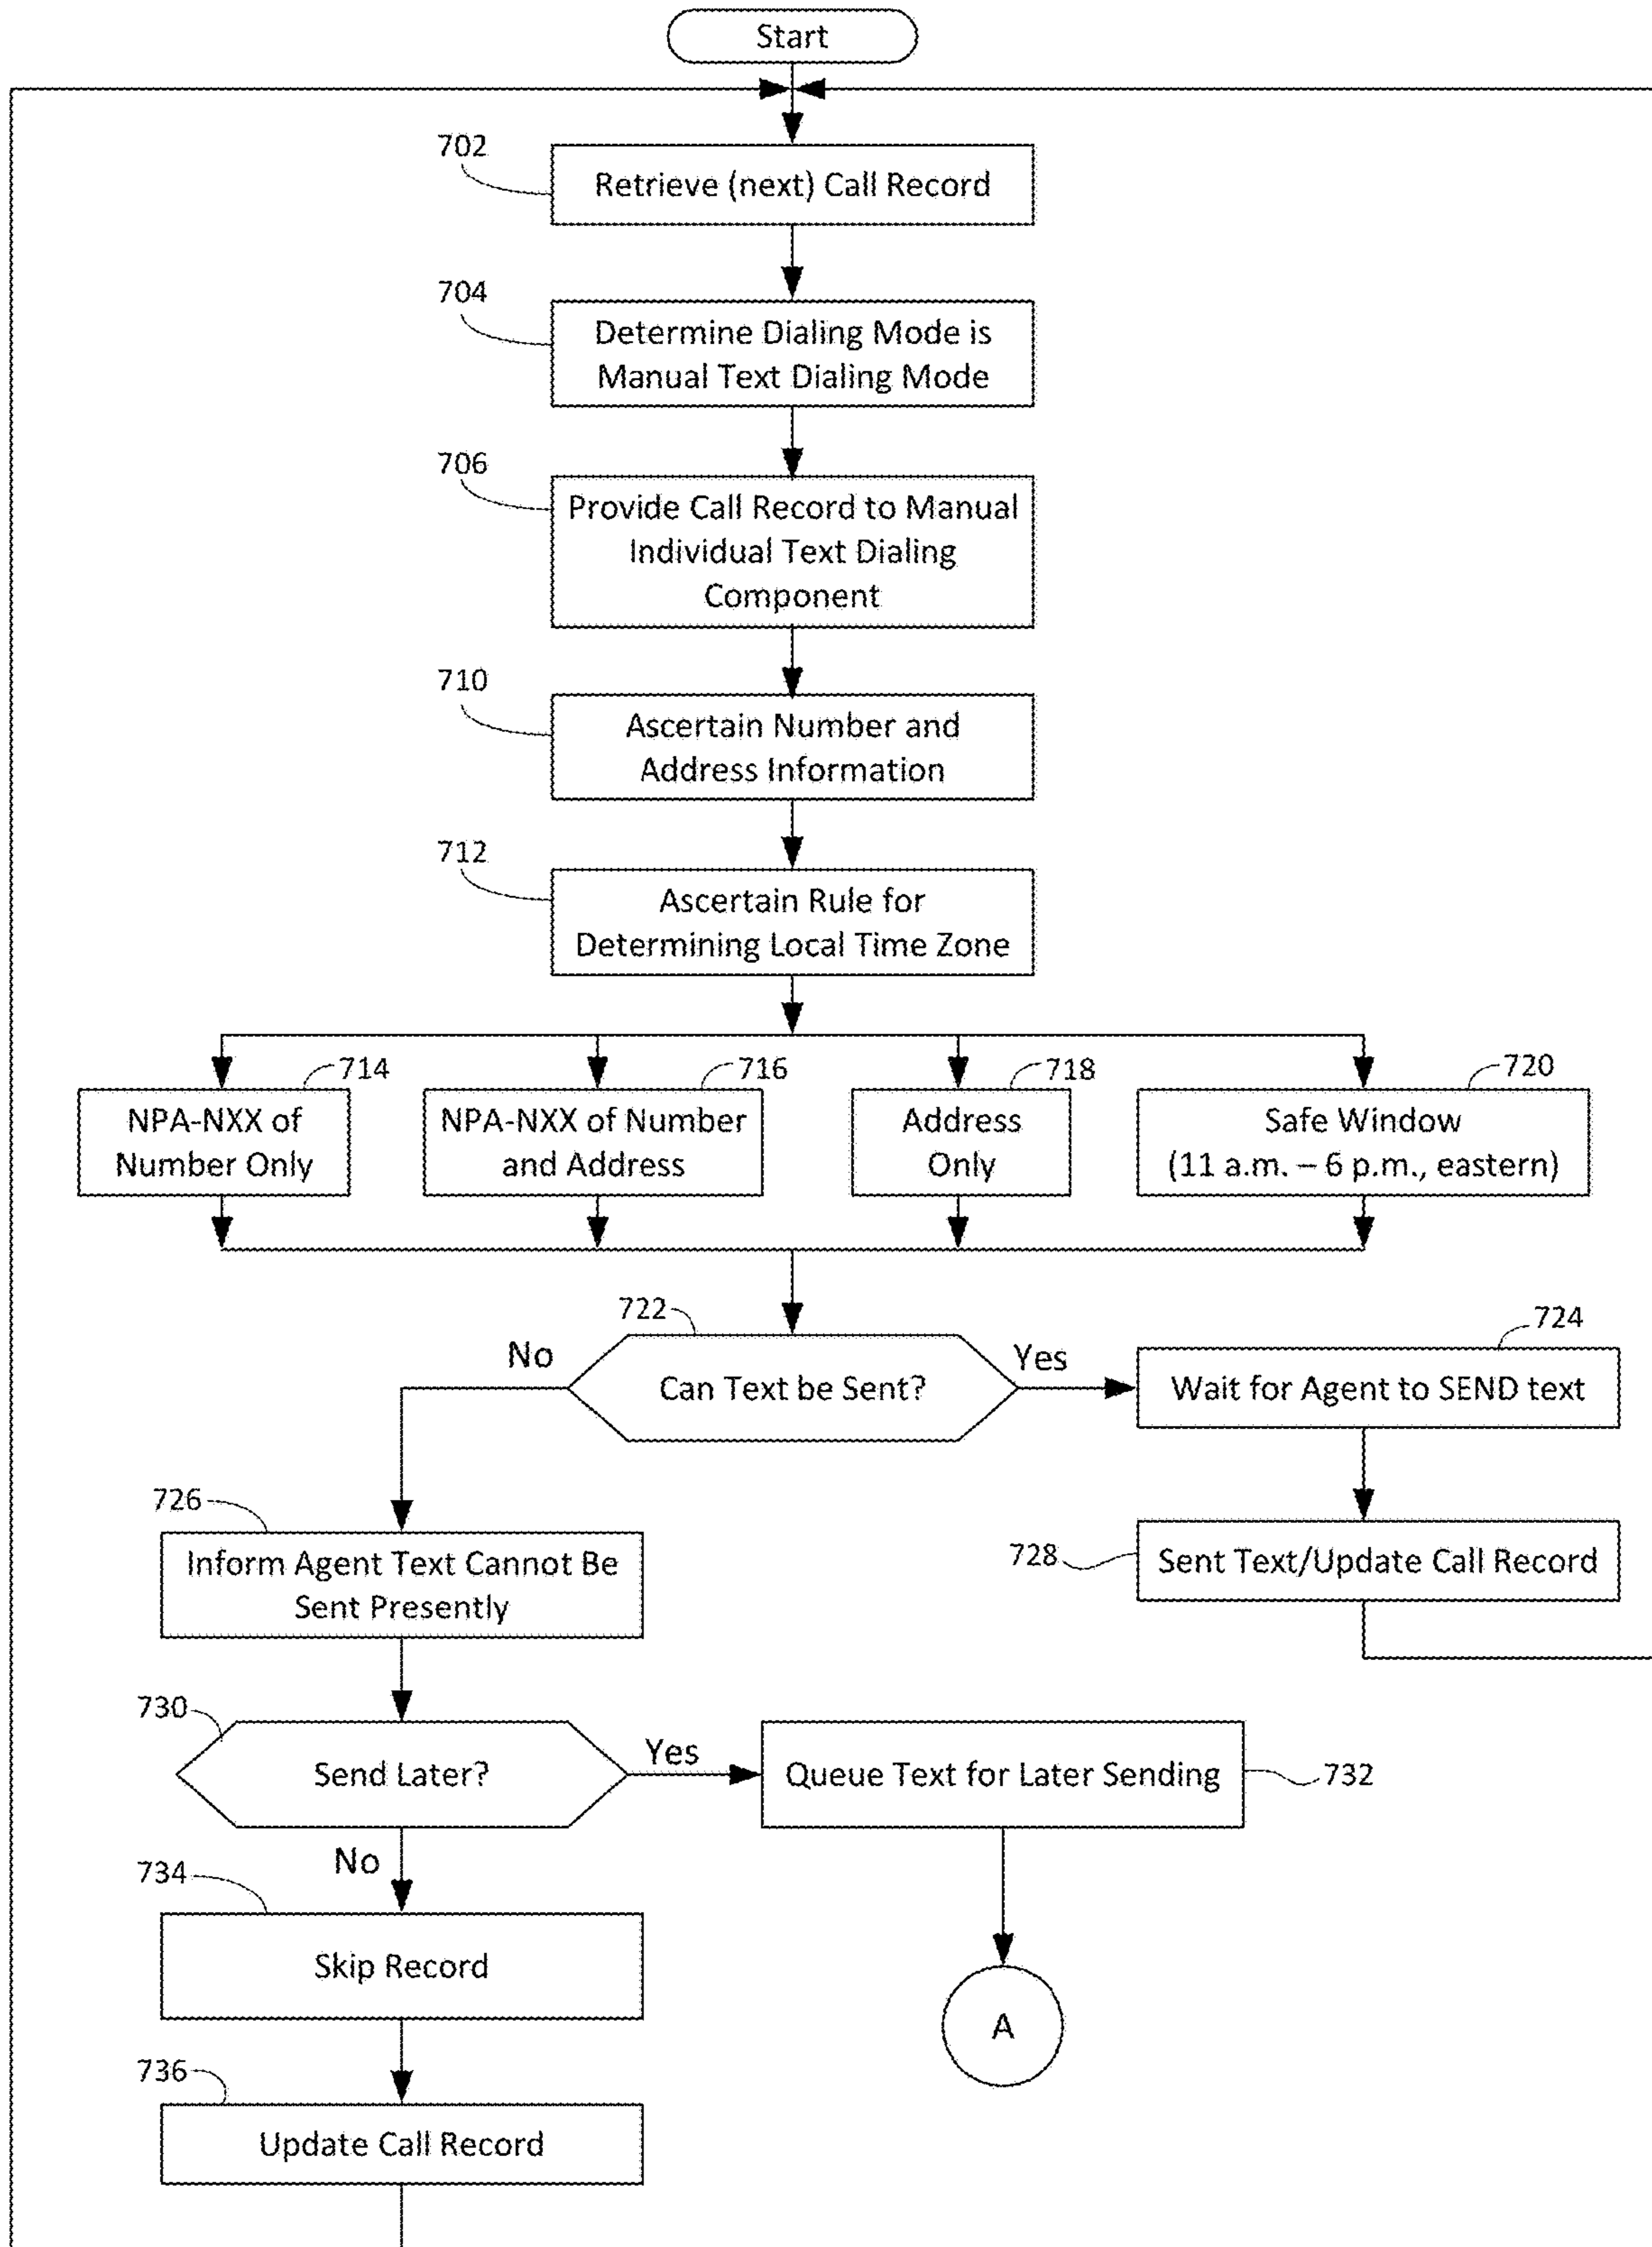 Start
702
Retrieve (next) Call Record
704
Determine Dialing Mode is
Manual Text Dialing Mode
706
Provide Call Record to Manual
Individual Text Dialing
Component
710
Ascertain Number and
Address Information
712
Ascertain Rule for
Determining Local Time Zone
714
NPA-NXX of
Number Only
716
NPA-NXX of Number
and Address
718
Address
Only
720
Safe Window
(11 a.m. – 6 p.m., eastern)
722
No
Can Text be Sent?
Yes
724
Wait for Agent to SEND text
726
Inform Agent Text Cannot Be
Sent Presently
728
Sent Text/Update Call Record
730
Send Later?
Yes
Queue Text for Later Sending
732
No
734
Skip Record
A
736
Update Call Record